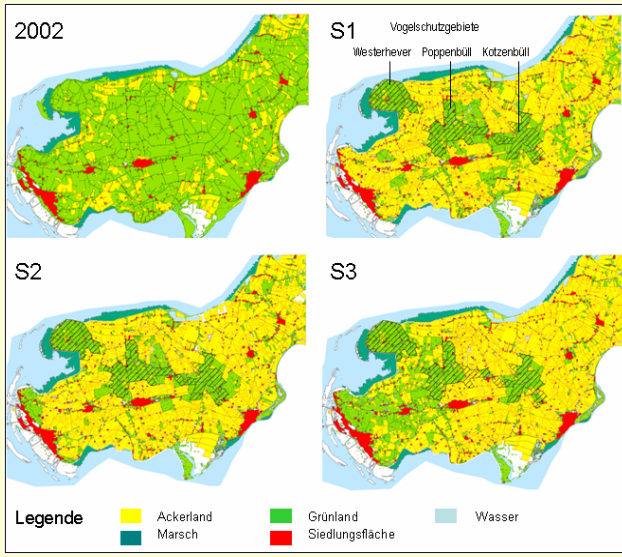 2002
S1
Vogelschutzgebiete
Westerhever Poppenbüll Kotzenbüll
S2
S3
Legende
Ackerland
Grünland
Wasser
Marsch
Siedlungsfläche